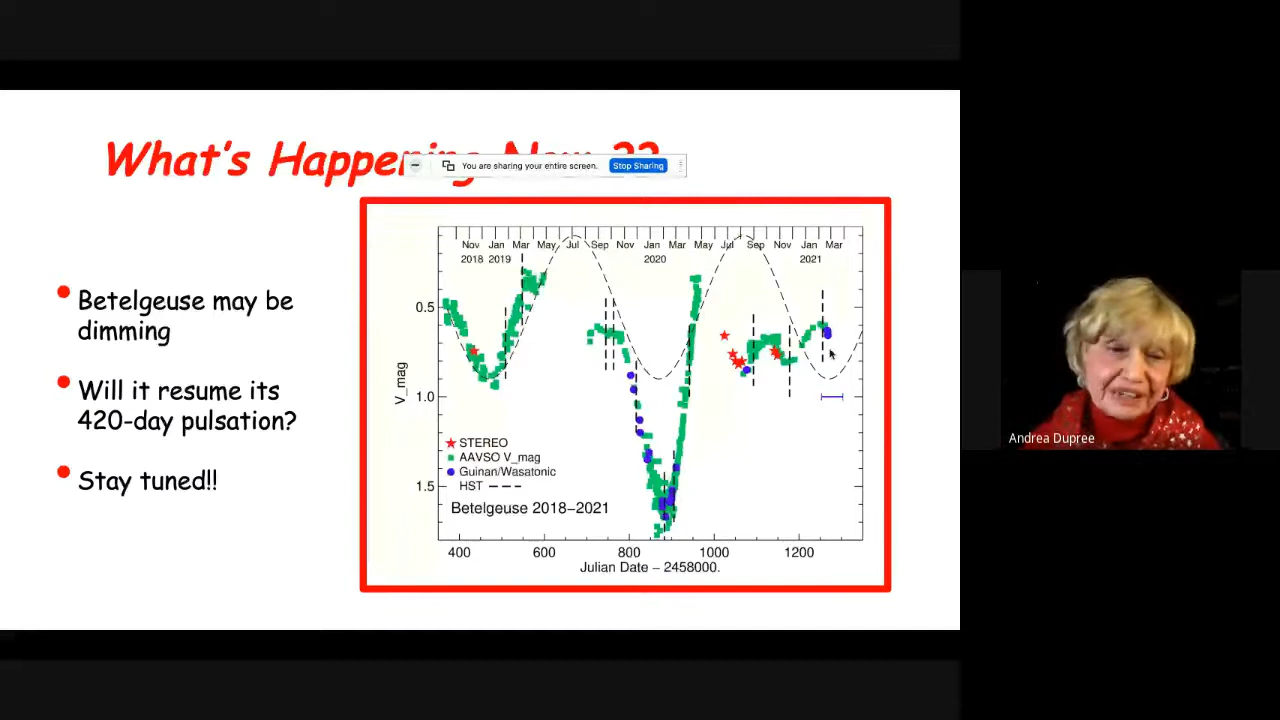 What's Happening Now ??
You are sharing your entire screen.
Stop Sharing
Betelgeuse may be
dimming
Will it resume its
420-day pulsation?
Stay tuned!!
Nov Jan Mar May Jul Sep Nov Jan Mar May Jul Sep Nov Jan Mar
2018 2019 2020 2021
0.5
1.0
1.5
V_mag
STEREO
AAVSO V_mag
Guinan/Wasatonic
HST
Betelgeuse 2018–2021
400 600 800 1000 1200
Julian Date – 2458000.
Andrea Dupree